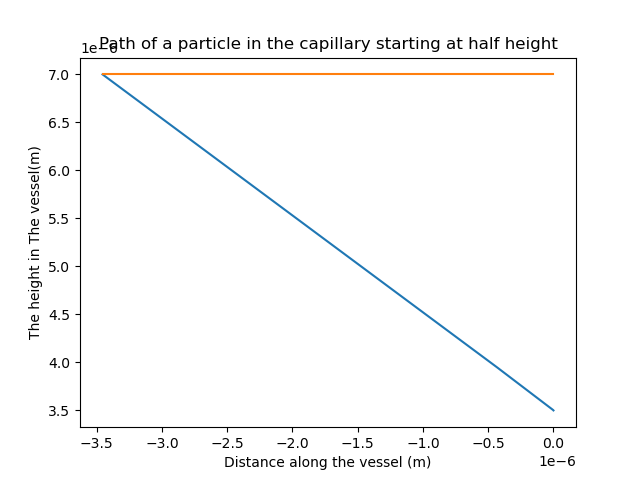 Path of a particle in the capillary starting at half height
1e−6
7.0
6.5
6.0
5.5
5.0
4.5
4.0
3.5
The height in The vessel(m)
−3.5 −3.0 −2.5 −2.0 −1.5 −1.0 −0.5 0.0
Distance along the vessel (m)
1e−6